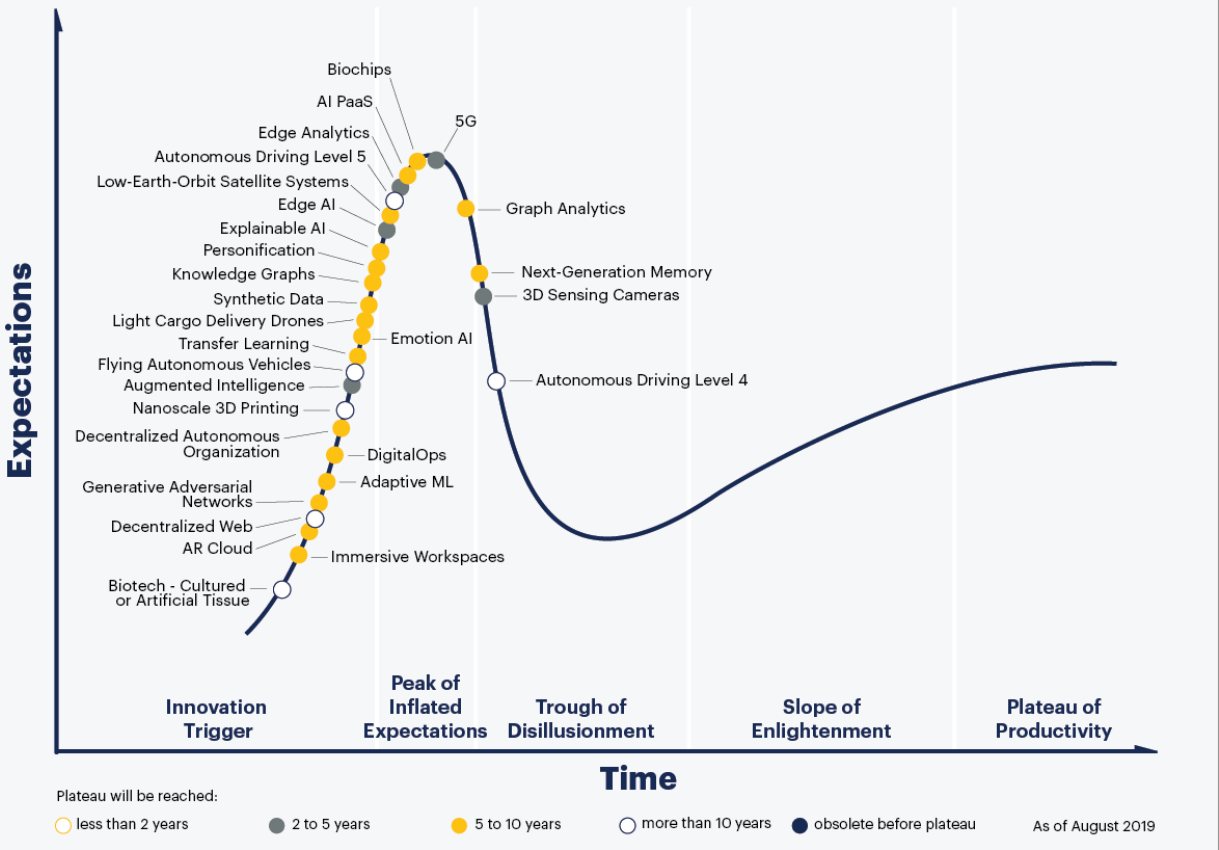 Expectations
Biochips
AI PaaS
5G
Edge Analytics
Autonomous Driving Level 5
Low-Earth-Orbit Satellite Systems
Edge AI
Graph Analytics
Explainable AI
Personification
Knowledge Graphs
Next-Generation Memory
Synthetic Data
3D Sensing Cameras
Light Cargo Delivery Drones
Emotion AI
Transfer Learning
Flying Autonomous Vehicles
Augmented Intelligence
Autonomous Driving Level 4
Nanoscale 3D Printing
Decentralized Autonomous
Organization
DigitalOps
Adaptive ML
Generative Adversarial
Networks
Decentralized Web
AR Cloud
Immersive Workspaces
Biotech - Cultured
or Artificial Tissue
Innovation
Trigger
Peak of
Inflated
Expectations
Trough of
Disillusionment
Slope of
Enlightenment
Plateau of
Productivity
Time
Plateau will be reached:
less than 2 years
2 to 5 years
5 to 10 years
more than 10 years
obsolete before plateau
As of August 2019